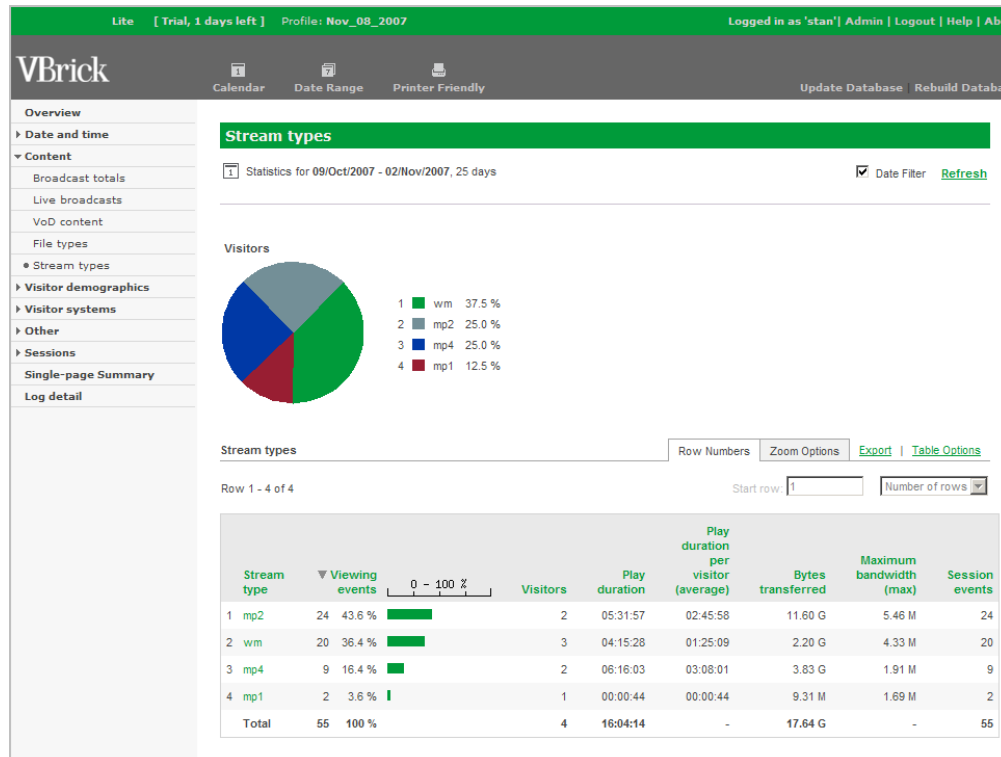 Lite [ Trial, 1 days left ] Profile: Nov_08_2007 Logged in as 'stan'| Admin | Logout | Help | Ab
VBrick
1 Calendar 7 Date Range Printer Friendly Update Database Rebuild Databa
Overview
Date and time
Content
Broadcast totals
Live broadcasts
VoD content
File types
Stream types
Visitor demographics
Visitor systems
Other
Sessions
Single-page Summary
Log detail
Stream types
1 Statistics for 09/Oct/2007 - 02/Nov/2007, 25 days Date Filter Refresh
Visitors
1 wm 37.5 %
2 mp2 25.0 %
3 mp4 25.0 %
4 mp1 12.5 %
Stream types Row Numbers Zoom Options Export | Table Options
Row 1 - 4 of 4 Start row: 1 Number of rows
Stream type Viewing events 0 - 100 % Visitors Play duration Play duration per visitor (average) Bytes transferred Maximum bandwidth (max) Session events
1 mp2 24 43.6 % 2 05:31:57 02:45:58 11.60 G 5.46 M 24
2 wm 20 36.4 % 3 04:15:28 01:25:09 2.20 G 4.33 M 20
3 mp4 9 16.4 % 2 06:16:03 03:08:01 3.83 G 1.91 M 9
4 mp1 2 3.6 % 1 00:00:44 00:00:44 9.31 M 1.69 M 2
Total 55 100 % 4 16:04:14 - 17.64 G - 55